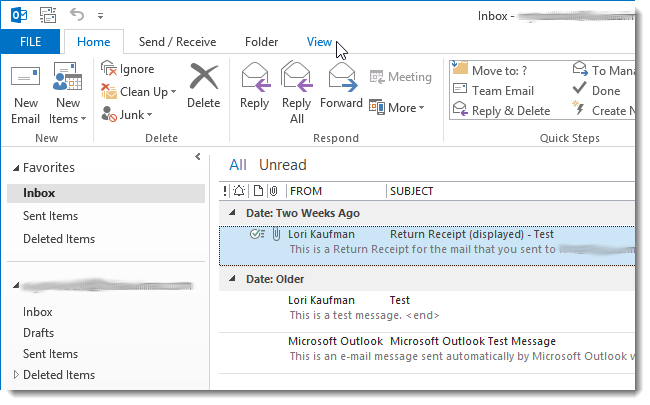 Inbox -
FILE Home Send / Receive Folder View
New Email
New Items
Ignore
Clean Up
Junk
Delete
Reply
Reply All
Forward
Meeting
More
Move to: ?
Team Email
Reply & Delete
To Mana
Done
Create N
New Delete Respond Quick Steps
Favorites
Inbox
Sent Items
Deleted Items
Inbox
Drafts
Sent Items
Deleted Items
All Unread
! FROM SUBJECT
Date: Two Weeks Ago
Lori Kaufman Return Receipt (displayed) - Test
This is a Return Receipt for the mail that you sent to
Date: Older
Lori Kaufman Test
This is a test message. <end>
Microsoft Outlook Microsoft Outlook Test Message
This is an e-mail message sent automatically by Microsoft Outlook